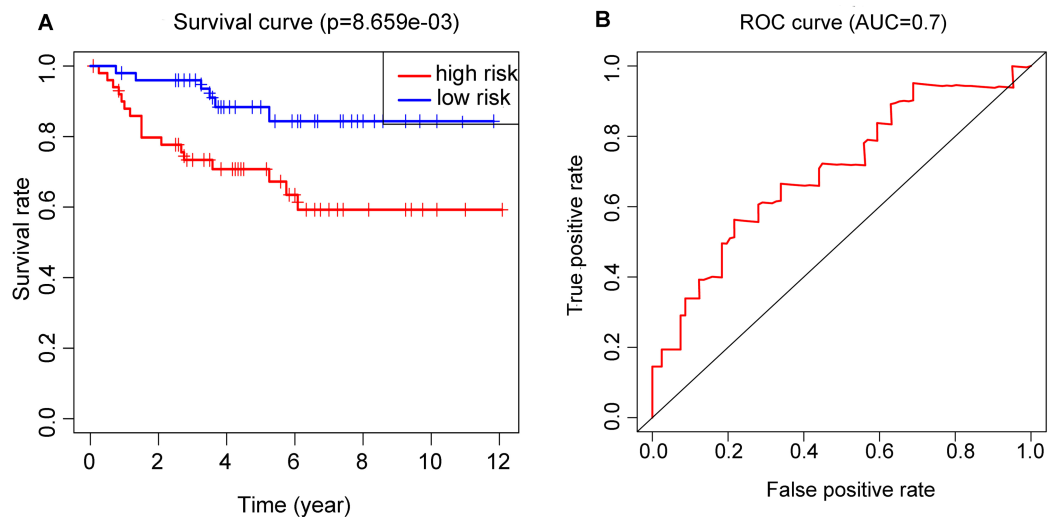 A
Survival curve (p=8.659e-03)
high risk
low risk
Survival rate
0.0 0.2 0.4 0.6 0.8 1.0
0 2 4 6 8 10 12
Time (year)
B
ROC curve (AUC=0.7)
True positive rate
0.0 0.2 0.4 0.6 0.8 1.0
0.0 0.2 0.4 0.6 0.8 1.0
False positive rate